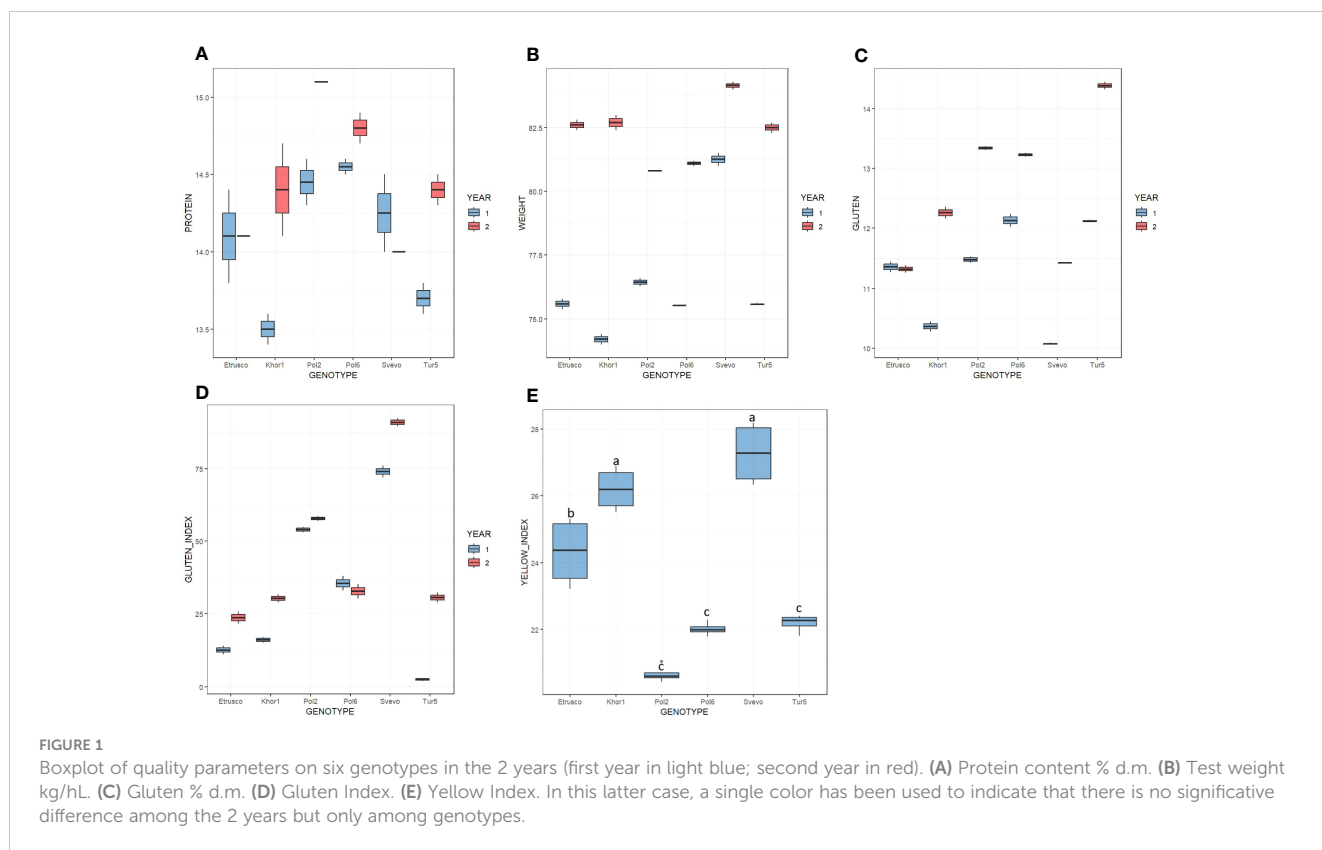 A
PROTEIN
15.0
14.5
14.0
13.5
Etrusco Khor1 Pol2 Pol6 Svevo Tur5
GENOTYPE
YEAR
1
2
B
WEIGHT
82.5
80.0
77.5
75.0
Etrusco Khor1 Pol2 Pol6 Svevo Tur5
GENOTYPE
YEAR
1
2
C
GLUTEN
14
13
12
11
10
Etrusco Khor1 Pol2 Pol6 Svevo Tur5
GENOTYPE
YEAR
1
2
D
GLUTEN_INDEX
75
50
25
0
Etrusco Khor1 Pol2 Pol6 Svevo Tur5
GENOTYPE
YEAR
1
2
E
YELLOW_INDEX
28
26
24
22
b a c c a c
Etrusco Khor1 Pol2 Pol6 Svevo Tur5
GENOTYPE
FIGURE 1
Boxplot of quality parameters on six genotypes in the 2 years (first year in light blue; second year in red). (A) Protein content % d.m. (B) Test weight
kg/hL. (C) Gluten % d.m. (D) Gluten Index. (E) Yellow Index. In this latter case, a single color has been used to indicate that there is no significative
difference among the 2 years but only among genotypes.